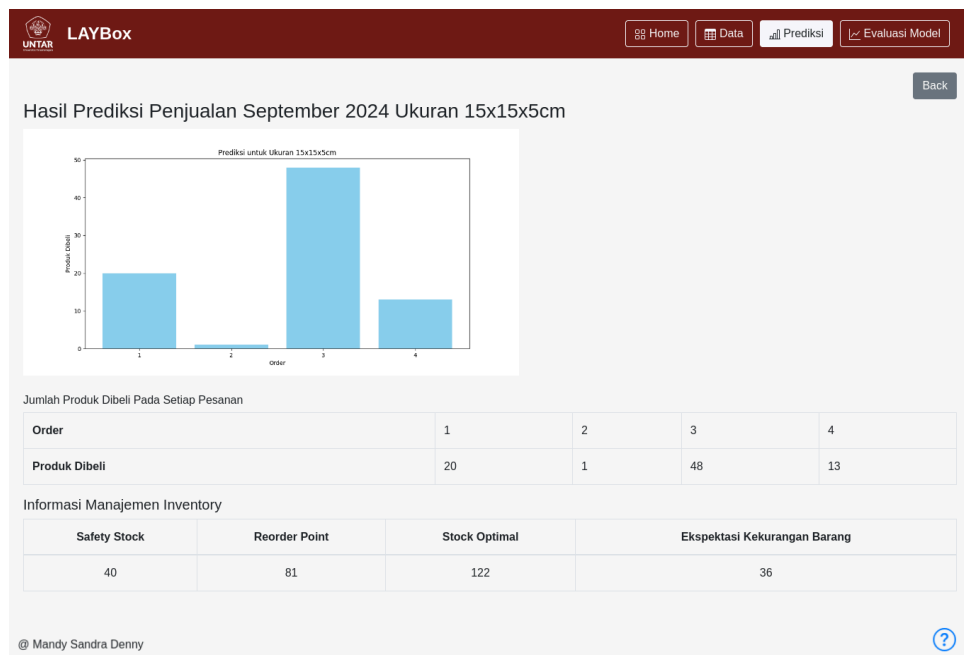 UNTAR
LAYBox
Home
Data
Prediksi
Evaluasi Model
Back
Hasil Prediksi Penjualan September 2024 Ukuran 15x15x5cm
Prediksi untuk Ukuran 15x15x5cm
50
40
30
20
10
0
Produk Dibeli
1 2 3 4
Order
Jumlah Produk Dibeli Pada Setiap Pesanan
Order 1 2 3 4
Produk Dibeli 20 1 48 13
Informasi Manajemen Inventory
Safety Stock Reorder Point Stock Optimal Ekspektasi Kekurangan Barang
40 81 122 36
@ Mandy Sandra Denny
?